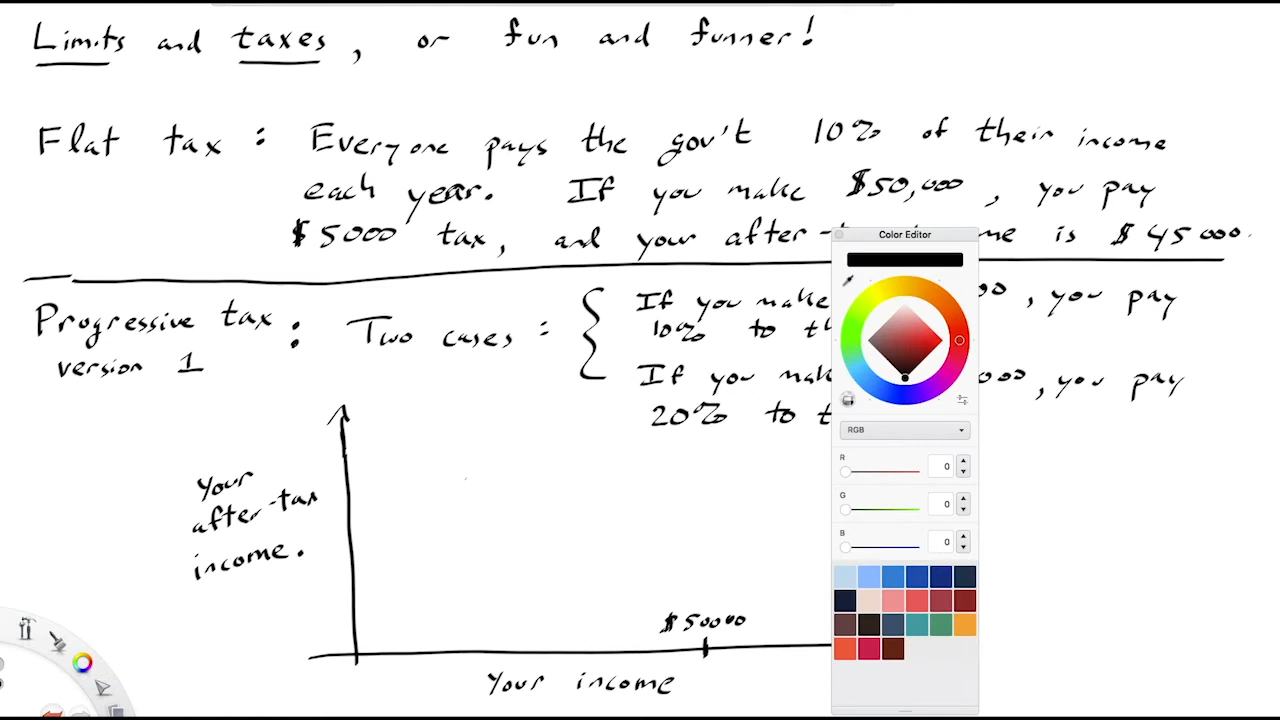 Limits and taxes, or fun and funner!
Flat tax: Everyone pays the gov't 10% of their income
each year. If you make $50,000, you pay
$5000 tax, and your after-t me is $45000.
Progressive tax version 1: Two cases:
If you make 00, you pay
10% to th
If you mak 000, you pay
20% to t
Your
after-tax
income.
$50000
Your income
Color Editor
RGB
R 0
G 0
B 0